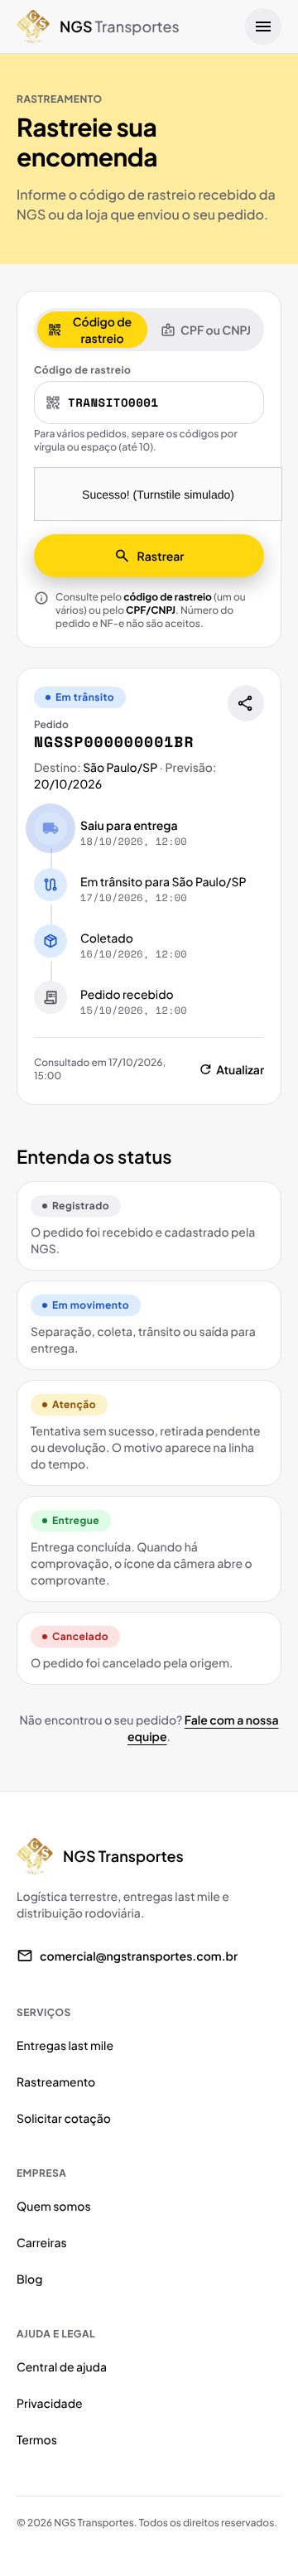 NGS Transportes
RASTREAMENTO
Rastreie sua
encomenda
Informe o código de rastreio recebido da
NGS ou da loja que enviou o seu pedido.
Código de
rastreio
CPF ou CNPJ
Código de rastreio
TRANSITO0001
Para vários pedidos, separe os códigos por
vírgula ou espaço (até 10).
Sucesso! (Turnstile simulado)
Rastrear
Consulte pelo código de rastreio (um ou
vários) ou pelo CPF/CNPJ. Número do
pedido e NF-e não são aceitos.
Em trânsito
Pedido
NGSSP000000001BR
Destino: São Paulo/SP · Previsão:
20/10/2026
Saiu para entrega
18/10/2026, 12:00
Em trânsito para São Paulo/SP
17/10/2026, 12:00
Coletado
16/10/2026, 12:00
Pedido recebido
15/10/2026, 12:00
Consultado em 17/10/2026,
15:00
Atualizar
Entenda os status
Registrado
O pedido foi recebido e cadastrado pela
NGS.
Em movimento
Separação, coleta, trânsito ou saída para
entrega.
Atenção
Tentativa sem sucesso, retirada pendente
ou devolução. O motivo aparece na linha
do tempo.
Entregue
Entrega concluída. Quando há
comprovação, o ícone da câmera abre o
comprovante.
Cancelado
O pedido foi cancelado pela origem.
Não encontrou o seu pedido? Fale com a nossa
equipe.
NGS Transportes
Logística terrestre, entregas last mile e
distribuição rodoviária.
comercial@ngstransportes.com.br
SERVIÇOS
Entregas last mile
Rastreamento
Solicitar cotação
EMPRESA
Quem somos
Carreiras
Blog
AJUDA E LEGAL
Central de ajuda
Privacidade
Termos
© 2026 NGS Transportes. Todos os direitos reservados.